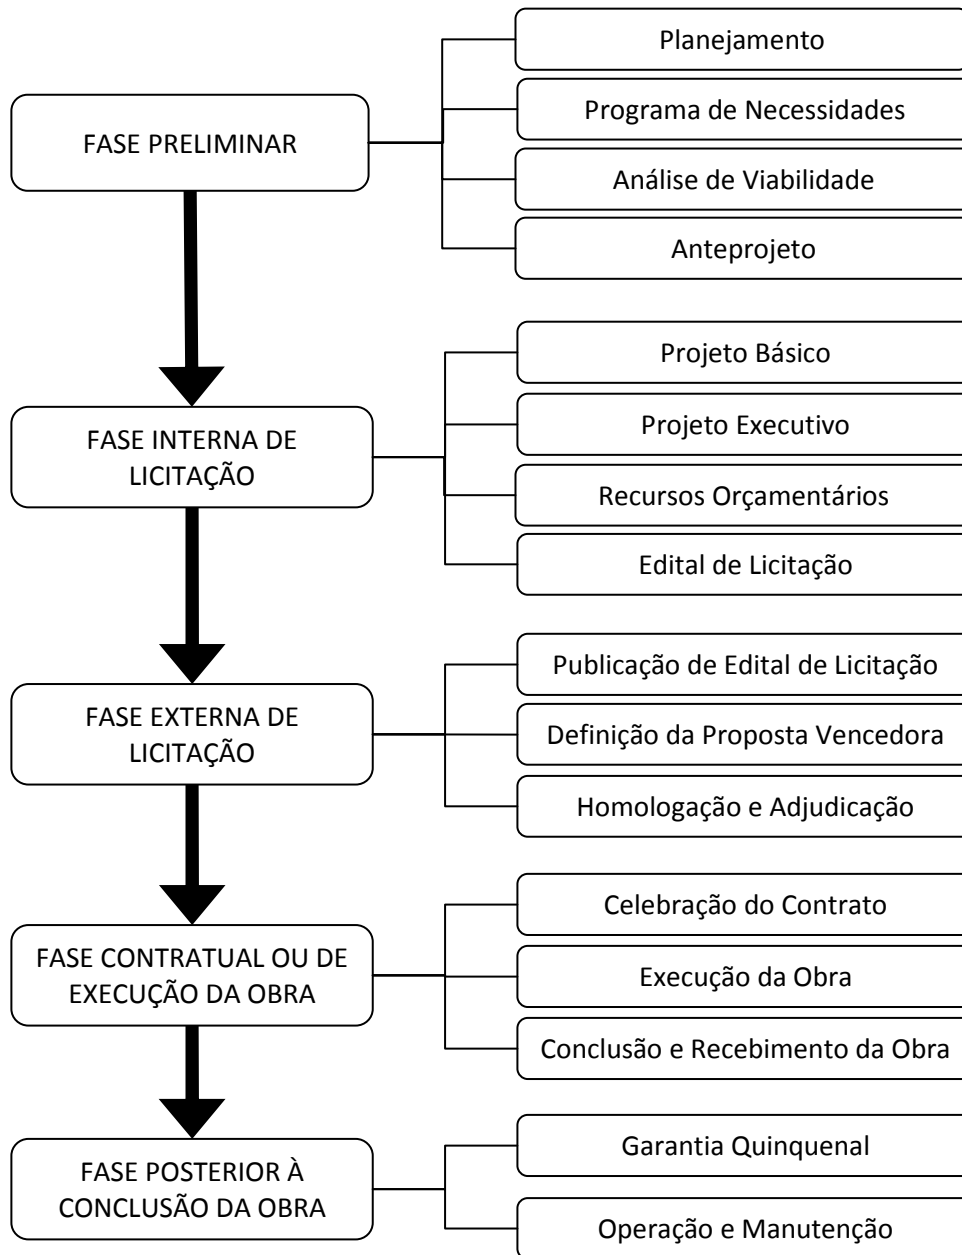 FASE PRELIMINAR
Planejamento
Programa de Necessidades
Análise de Viabilidade
Anteprojeto
FASE INTERNA DE
LICITAÇÃO
Projeto Básico
Projeto Executivo
Recursos Orçamentários
Edital de Licitação
FASE EXTERNA DE
LICITAÇÃO
Publicação de Edital de Licitação
Definição da Proposta Vencedora
Homologação e Adjudicação
FASE CONTRATUAL OU DE
EXECUÇÃO DA OBRA
Celebração do Contrato
Execução da Obra
Conclusão e Recebimento da Obra
FASE POSTERIOR À
CONCLUSÃO DA OBRA
Garantia Quinquenal
Operação e Manutenção